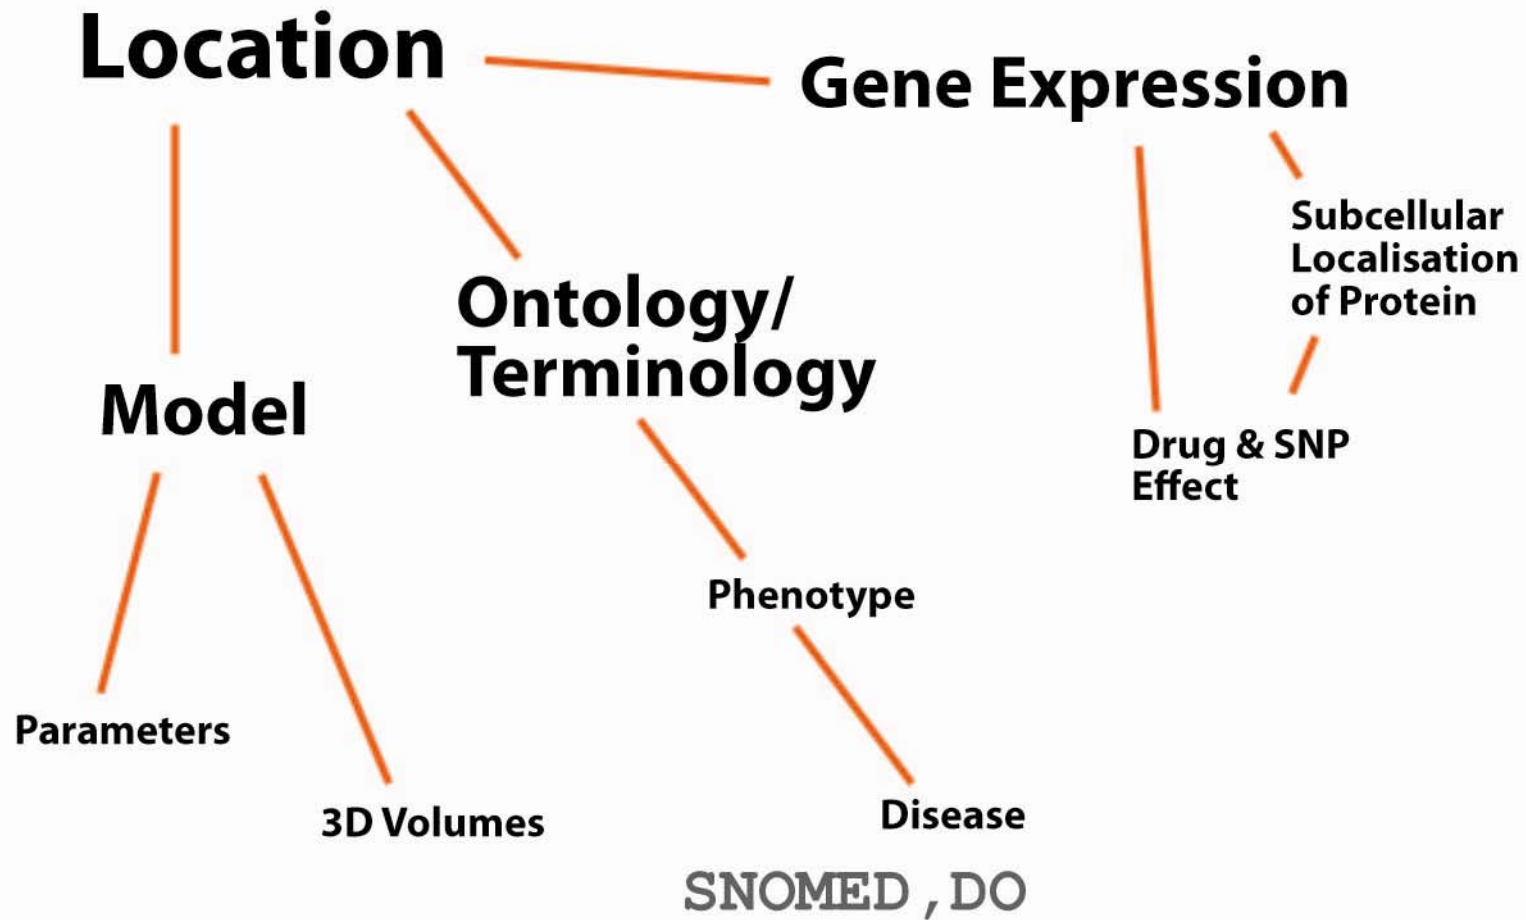 Location
Gene Expression
Subcellular
Localisation
of Protein
Ontology/
Terminology
Model
Drug & SNP
Effect
Phenotype
Parameters
3D Volumes
Disease
SNOMED,DO